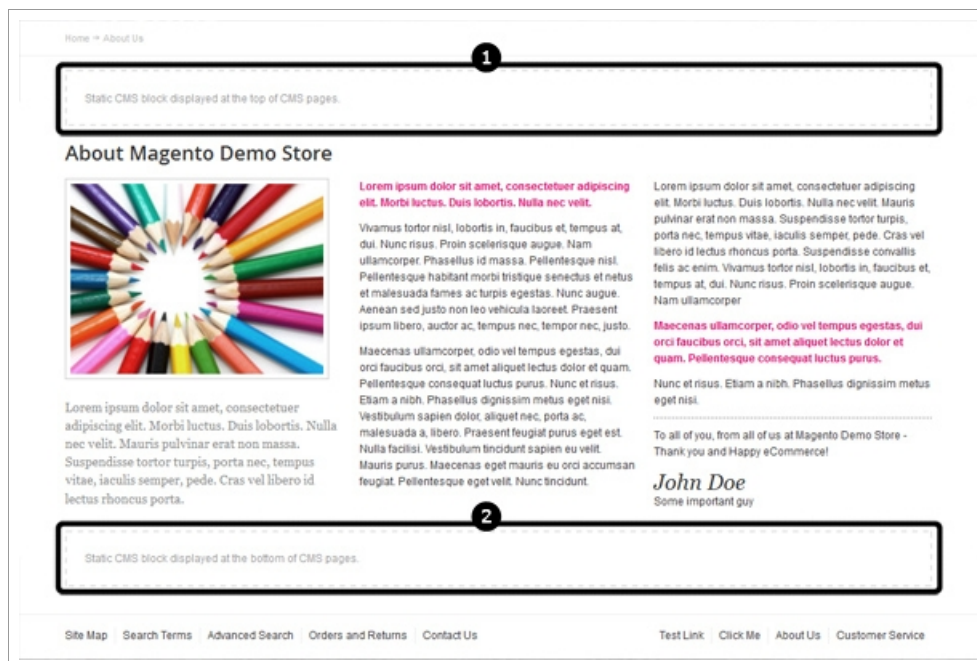 Home → About Us
1
Static CMS block displayed at the top of CMS pages.
About Magento Demo Store
Lorem ipsum dolor sit amet, consectetuer
adipiscing elit. Morbi luctus. Duis lobortis. Nulla
nec velit. Mauris pulvinar erat non massa.
Suspendisse tortor turpis, porta nec, tempus
vitae, iaculis semper, pede. Cras vel libero id
lectus rhoncus porta.
Lorem ipsum dolor sit amet, consectetuer adipiscing
elit. Morbi luctus. Duis lobortis. Nulla nec velit.
Vivamus tortor nisl, lobortis in, faucibus et, tempus at,
dui. Nunc risus. Proin scelerisque augue. Nam
ullamcorper. Phasellus id massa. Pellentesque nisl.
Pellentesque habitant morbi tristique senectus et netus
et malesuada fames ac turpis egestas. Nunc augue.
Aenean sed justo non leo vehicula laoreet. Praesent
ipsum libero, auctor ac, tempus nec, tempor nec, justo.
Maecenas ullamcorper, odio vel tempus egestas, dui
orci faucibus orci, sit amet aliquet lectus dolor et quam.
Pellentesque consequat luctus purus. Nunc et risus.
Etiam a nibh. Phasellus dignissim metus eget nisi.
Vestibulum sapien dolor, aliquet nec, porta ac,
malesuada a, libero. Praesent feugiat purus eget est.
Nulla facilisi. Vestibulum tincidunt sapien eu velit.
Mauris purus. Maecenas eget mauris eu orci accumsan
feugiat. Pellentesque eget velit. Nunc tincidunt.
Lorem ipsum dolor sit amet, consectetuer adipiscing
elit. Morbi luctus. Duis lobortis. Nulla nec velit. Mauris
pulvinar erat non massa. Suspendisse tortor turpis,
porta nec, tempus vitae, iaculis semper, pede. Cras vel
libero id lectus rhoncus porta. Suspendisse convallis
felis ac enim. Vivamus tortor nisl, lobortis in, faucibus et,
tempus at, dui. Nunc risus. Proin scelerisque augue.
Nam ullamcorper
Maecenas ullamcorper, odio vel tempus egestas, dui
orci faucibus orci, sit amet aliquet lectus dolor et
quam. Pellentesque consequat luctus purus.
Nunc et risus. Etiam a nibh. Phasellus dignissim metus
eget nisi.
To all of you, from all of us at Magento Demo Store -
Thank you and Happy eCommerce!
John Doe
Some important guy
2
Static CMS block displayed at the bottom of CMS pages.
Site Map Search Terms Advanced Search Orders and Returns Contact Us Test Link Click Me About Us Customer Service